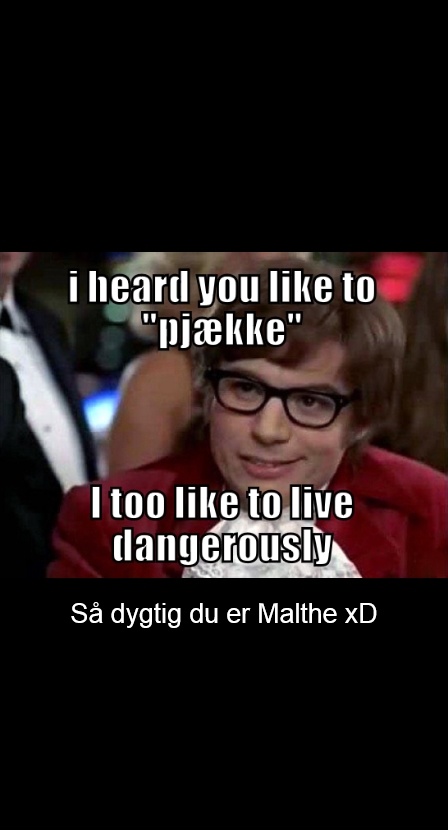 i heard you like to
"pjække"
I too like to live
dangerously
Så dygtig du er Malthe xD